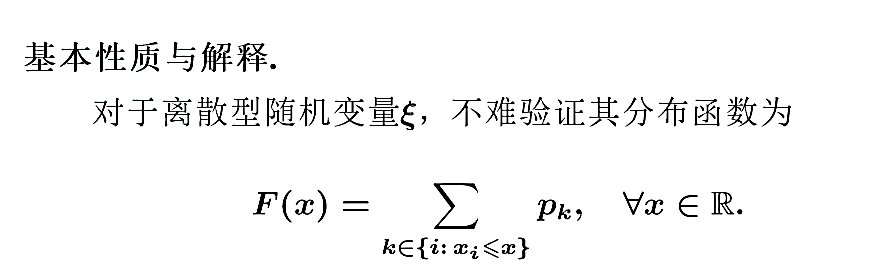 基本性质与解释.
对于离散型随机变量ξ，不难验证其分布函数为
F(x) = ∑ p_k, ∀x ∈ ℝ.
k∈{i: x_i⩽x}